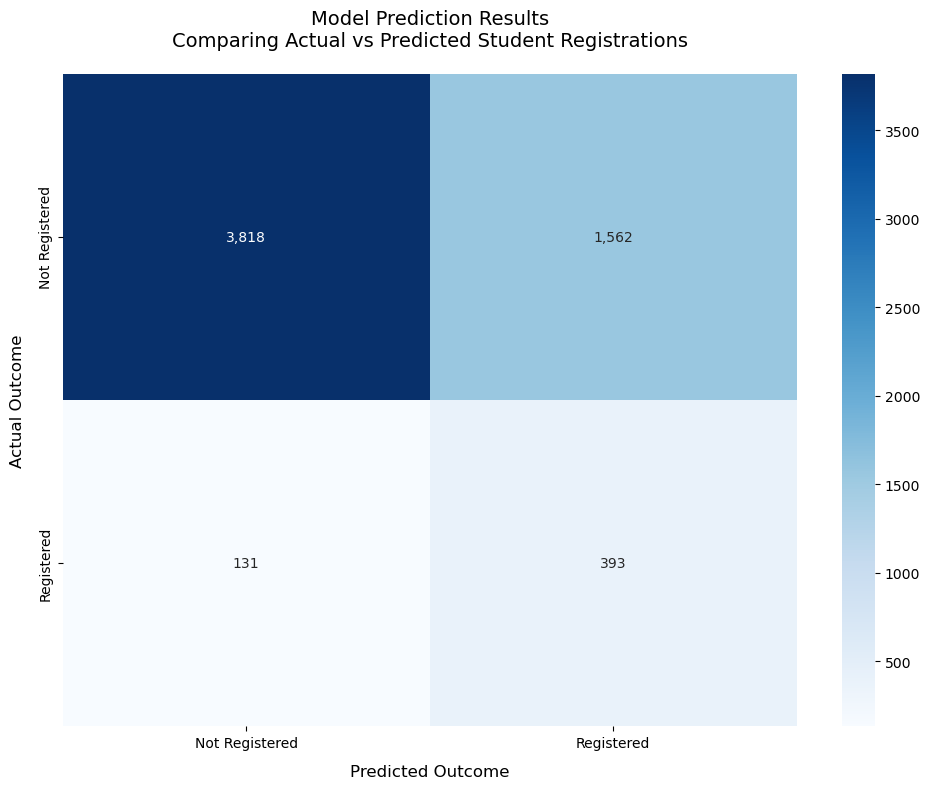 Model Prediction Results
Comparing Actual vs Predicted Student Registrations
Actual Outcome
Not Registered
Registered
3,818
1,562
131
393
Not Registered
Registered
Predicted Outcome
3500
3000
2500
2000
1500
1000
500